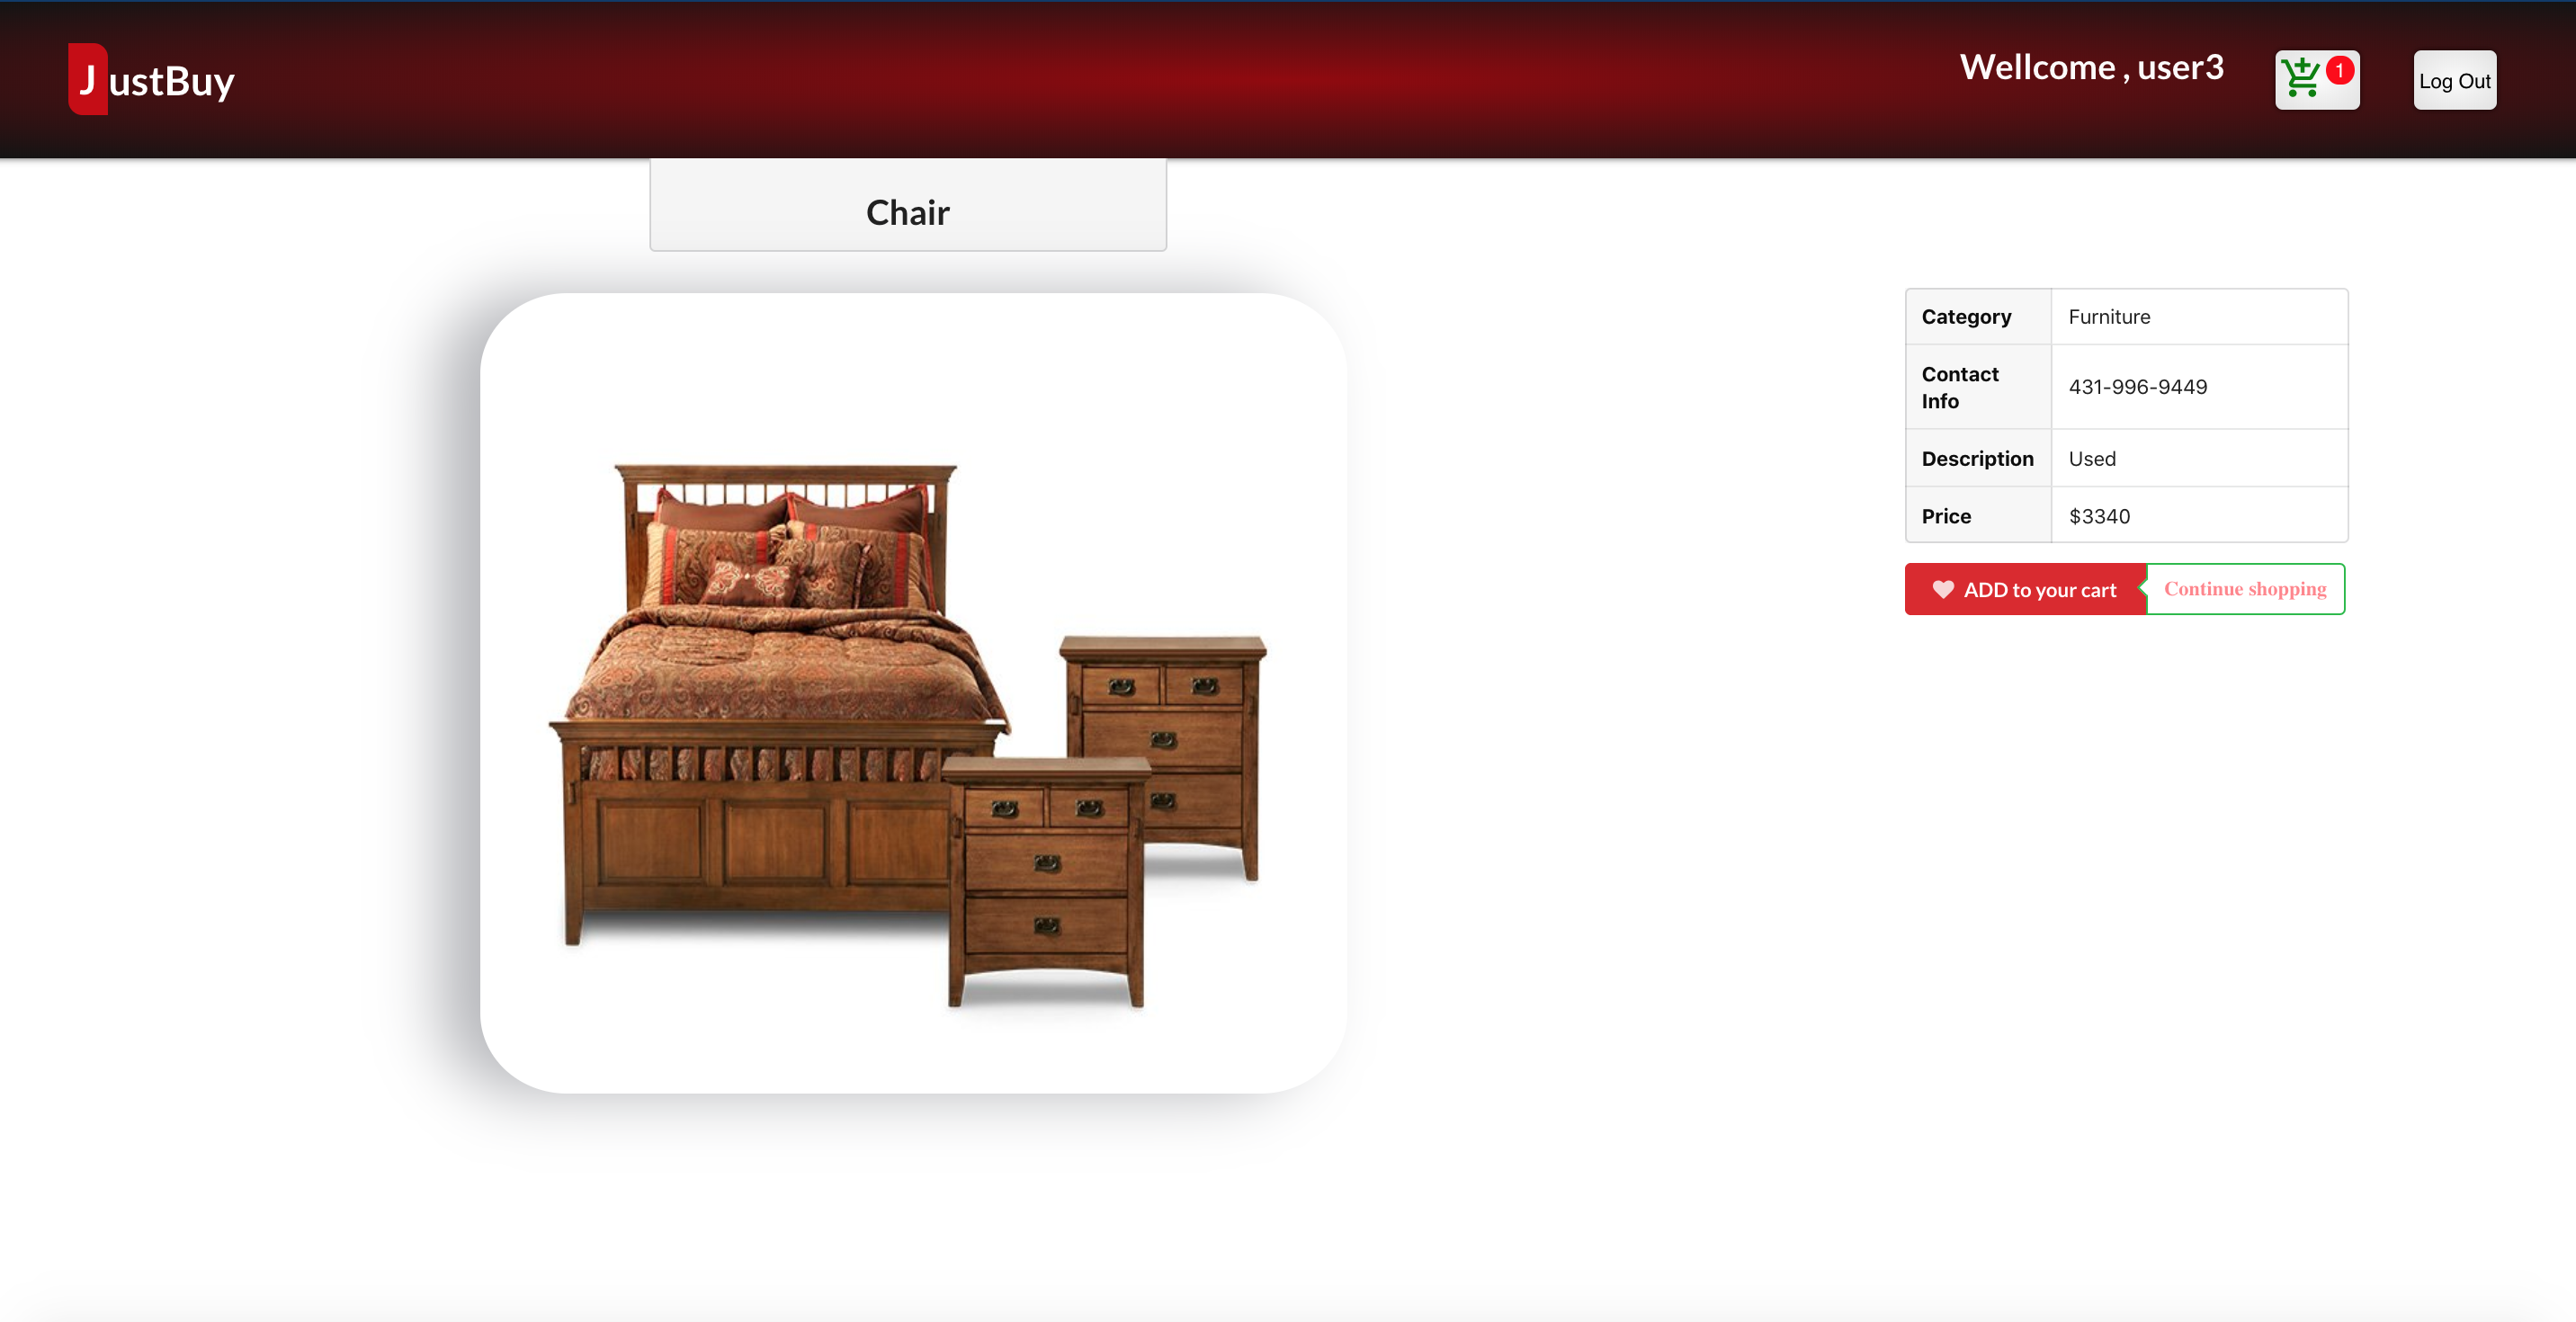 JustBuy
Wellcome , user3
1
Log Out
Chair
Category Furniture
Contact
Info
431-996-9449
Description Used
Price $3340
ADD to your cart
Continue shopping